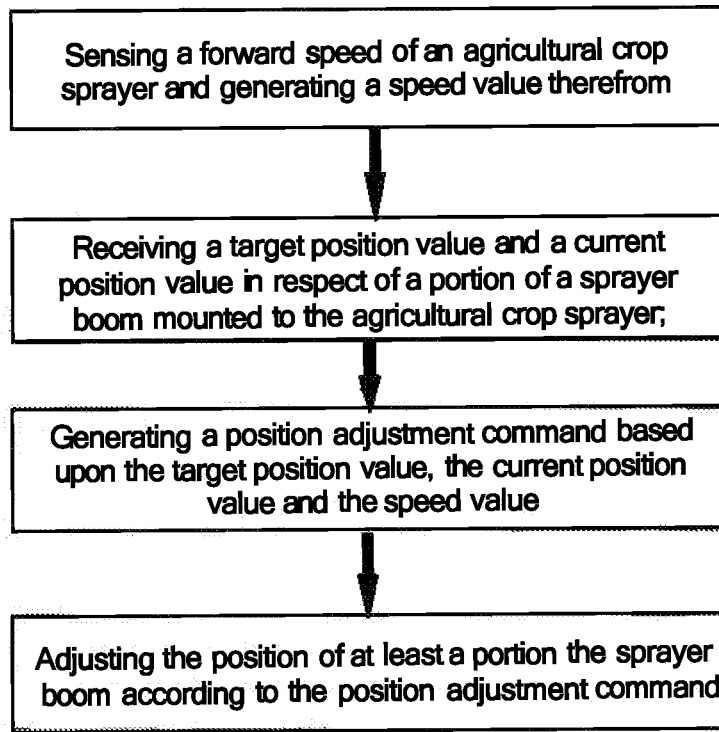 Sensing a forward speed of an agricultural crop
sprayer and generating a speed value therefrom
Receiving a target position value and a current
position value in respect of a portion of a sprayer
boom mounted to the agricultural crop sprayer;
Generating a position adjustment command based
upon the target position value, the current position
value and the speed value
Adjusting the position of at least a portion the sprayer
boom according to the position adjustment command